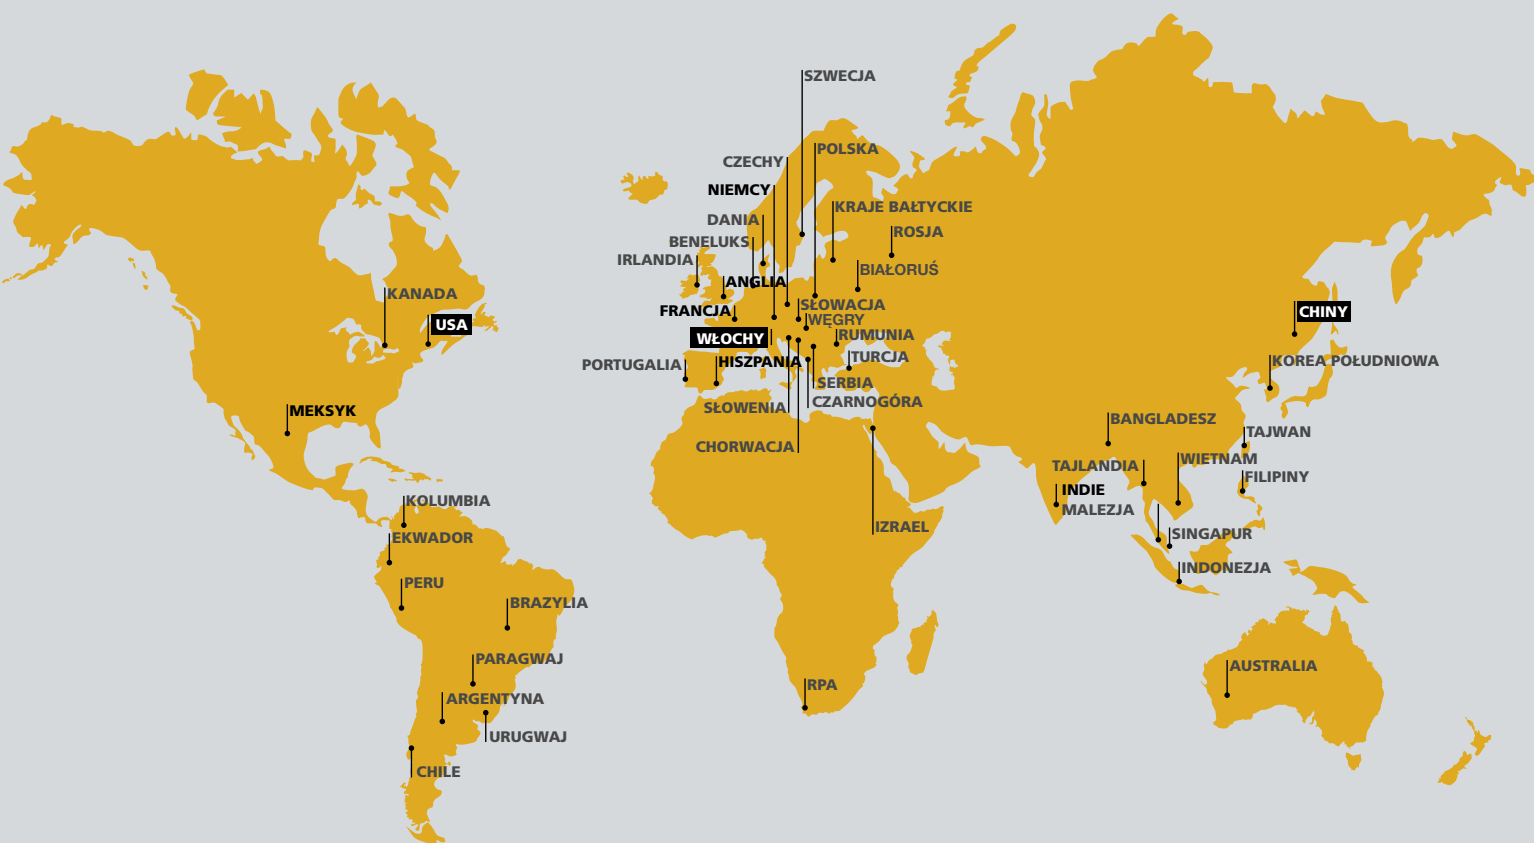 SZWECJA
POLSKA
CZECHY
NIEMCY
KRAJE BAŁTYCKIE
DANIA
ROSJA
BENELUKS
IRLANDIA
BIAŁORUŚ
ANGLIA
KANADA
SŁOWACJA
FRANCJA
CHINY
WĘGRY
USA
RUMUNIA
WŁOCHY
TURCJA
KOREA POŁUDNIOWA
HISZPANIA
PORTUGALIA
SERBIA
CZARNOGÓRA
SŁOWENIA
MEKSYK
BANGLADESZ
TAJWAN
CHORWACJA
WIETNAM
TAJLANDIA
FILIPINY
INDIE
KOLUMBIA
MALEZJA
IZRAEL
SINGAPUR
EKWADOR
INDONEZJA
PERU
BRAZYLIA
PARAGWAJ
AUSTRALIA
RPA
ARGENTYNA
URUGWAJ
CHILE